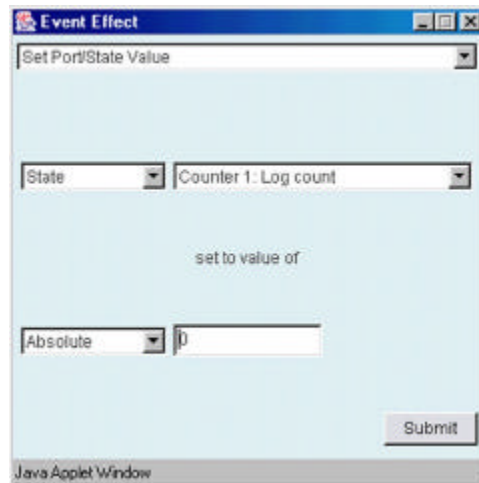 Event Effect
Set Port/State Value
State
Counter 1: Log count
set to value of
Absolute
0
Submit
Java Applet Window